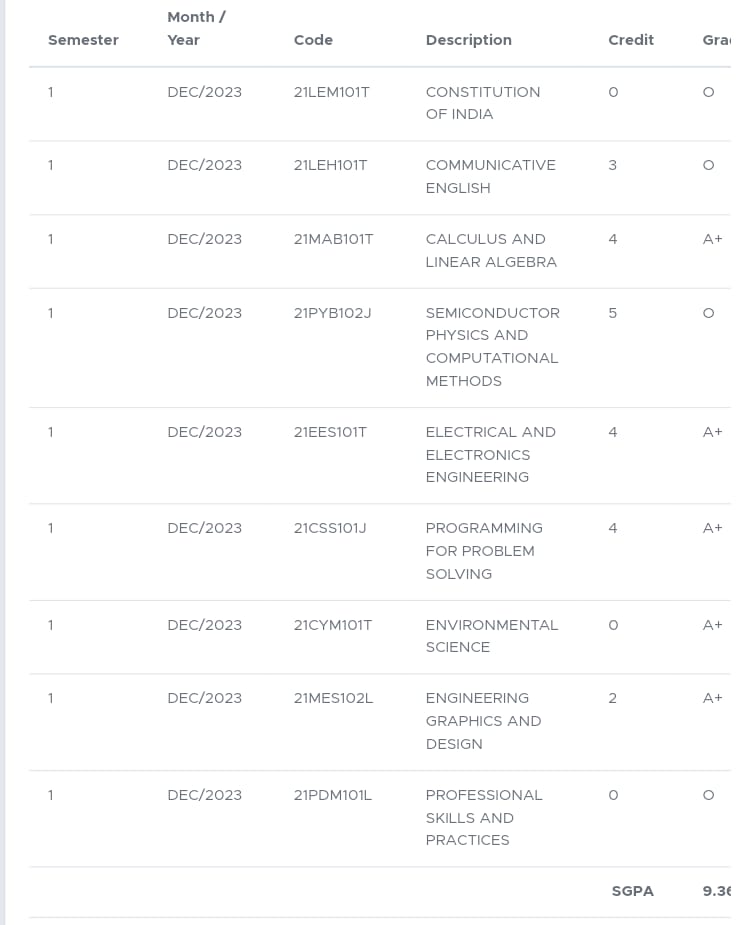 Semester Month / Year Code Description Credit
1 DEC/2023 21LEM101T CONSTITUTION OF INDIA 0 O
1 DEC/2023 21LEH101T COMMUNICATIVE ENGLISH 3 O
1 DEC/2023 21MAB101T CALCULUS AND LINEAR ALGEBRA 4 A+
1 DEC/2023 21PYB102J SEMICONDUCTOR PHYSICS AND COMPUTATIONAL METHODS 5 O
1 DEC/2023 21EES101T ELECTRICAL AND ELECTRONICS ENGINEERING 4 A+
1 DEC/2023 21CSS101J PROGRAMMING FOR PROBLEM SOLVING 4 A+
1 DEC/2023 21CYM101T ENVIRONMENTAL SCIENCE 0 A+
1 DEC/2023 21MES102L ENGINEERING GRAPHICS AND DESIGN 2 A+
1 DEC/2023 21PDM101L PROFESSIONAL SKILLS AND PRACTICES 0 O
SGPA 9.36